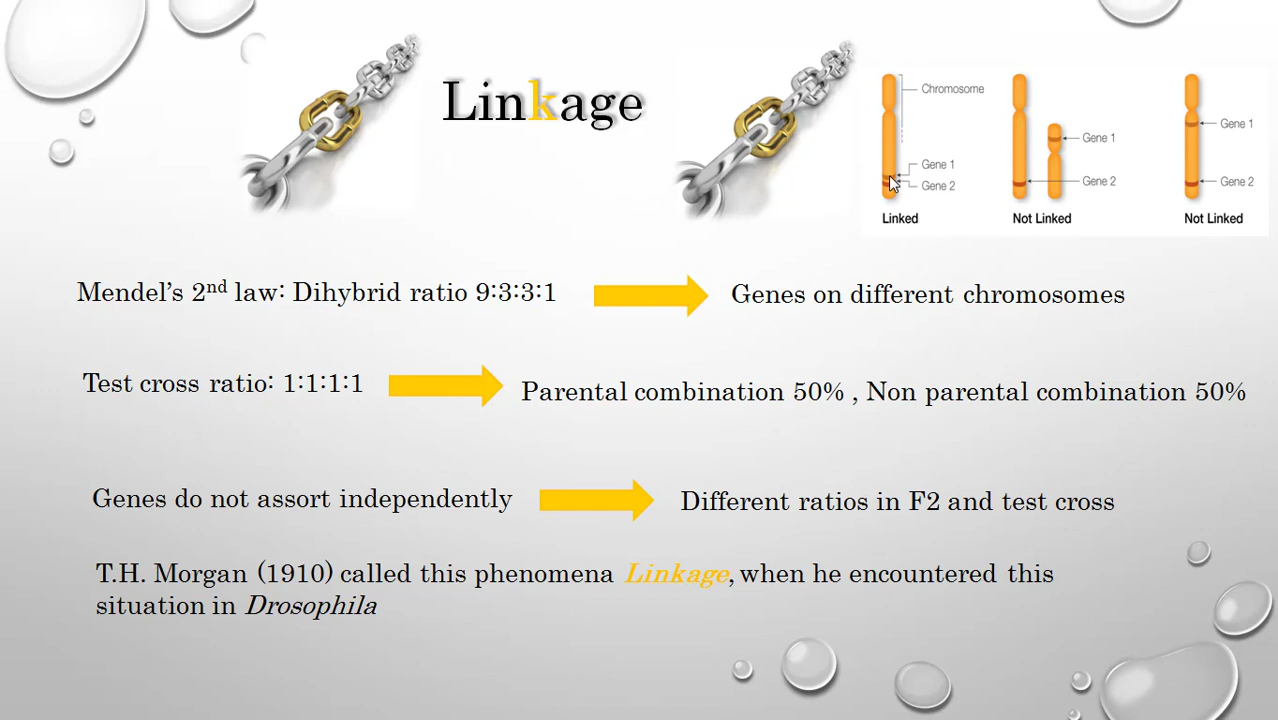 Linkage
Chromosome
Gene 1
Gene 2
Linked
Gene 1
Gene 2
Not Linked
Gene 1
Gene 2
Not Linked
Mendel's 2nd law: Dihybrid ratio 9:3:3:1
Genes on different chromosomes
Test cross ratio: 1:1:1:1
Parental combination 50% , Non parental combination 50%
Genes do not assort independently
Different ratios in F2 and test cross
T.H. Morgan (1910) called this phenomena Linkage, when he encountered this
situation in Drosophila